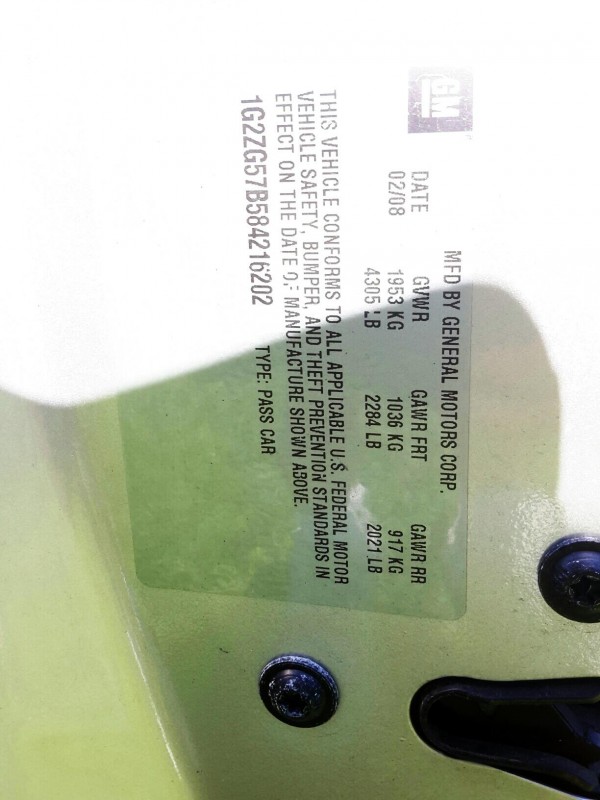 GM
MFD BY GENERAL MOTORS CORP.
DATE GVWR GAWR FRT GAWR RR
02/08 1953 KG 1036 KG 917 KG
4305 LB 2284 LB 2021 LB
THIS VEHICLE CONFORMS TO ALL APPLICABLE U.S. FEDERAL MOTOR
VEHICLE SAFETY, BUMPER, AND THEFT PREVENTION STANDARDS IN
EFFECT ON THE DATE OF MANUFACTURE SHOWN ABOVE.
1G2ZG57B584216202 TYPE: PASS CAR